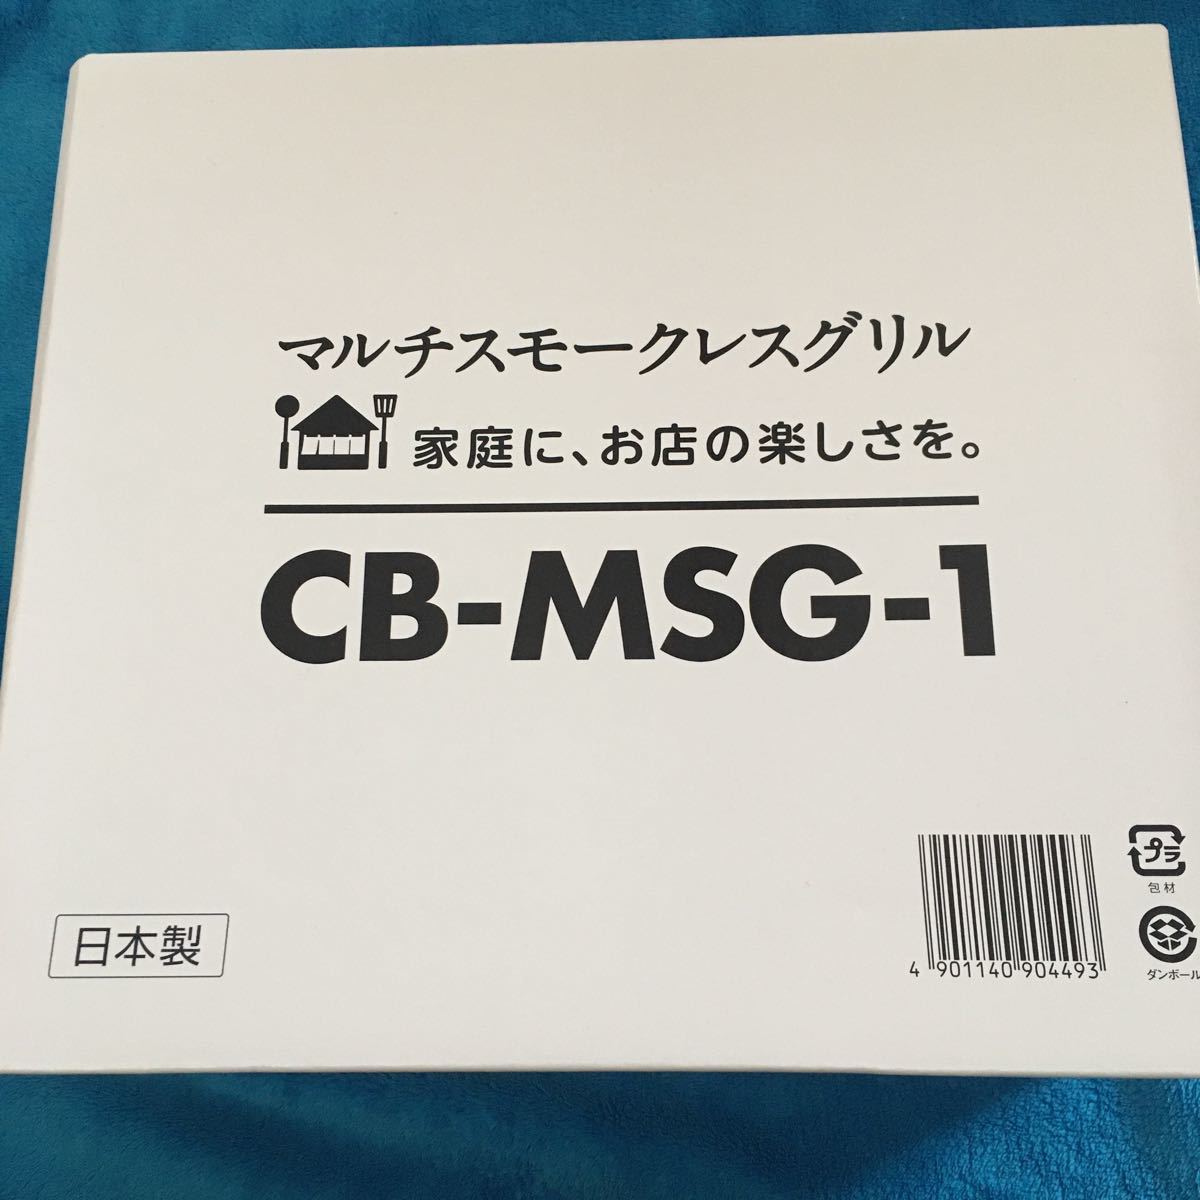 マルチスモークレスグリル
家庭に、お店の楽しさを。
CB-MSG-1
日本製
4 901140 904493
プラ
包材
ダンボール